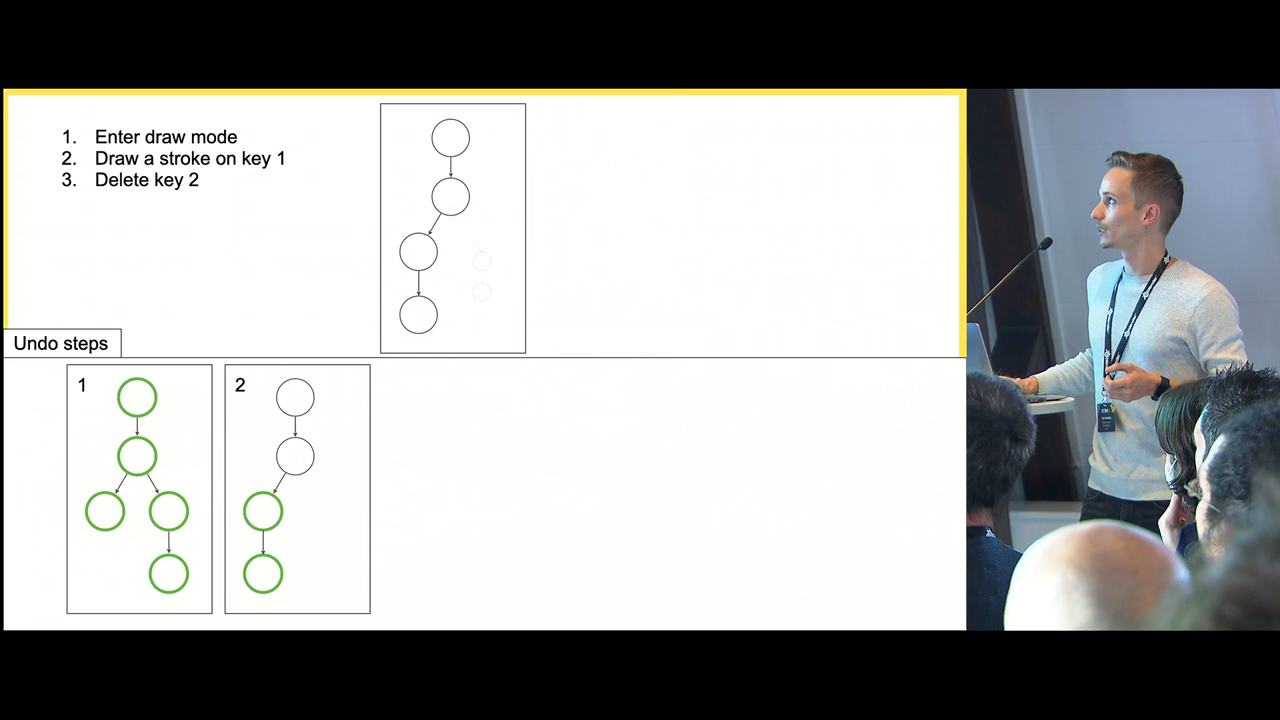 1. Enter draw mode
2. Draw a stroke on key 1
3. Delete key 2
Undo steps
1
2